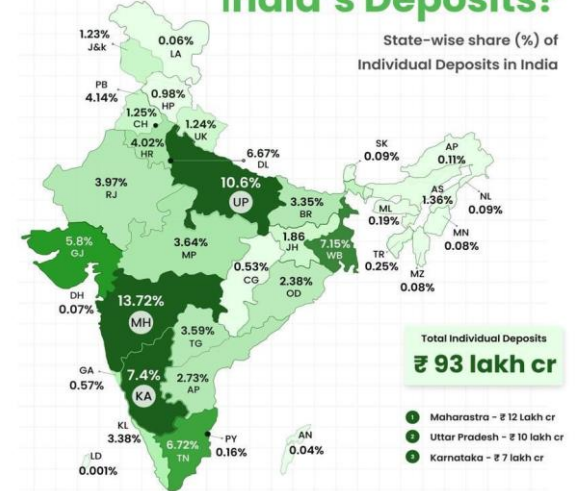 India's Deposits?
State-wise share (%) of
Individual Deposits in India
1.23%
J&k
0.06%
LA
PB
4.14%
0.98%
HP
1.25%
CH
1.24%
UK
4.02%
HR
6.67%
DL
3.97%
RJ
10.6%
UP
3.35%
BR
SK
0.09%
AP
0.11%
AS
1.36%
NL
0.09%
ML
0.19%
MN
0.08%
TR
0.25%
MZ
0.08%
5.8%
GJ
3.64%
MP
1.86
JH
7.15%
WB
0.53%
CG
2.38%
OD
DH
0.07%
13.72%
MH
3.59%
TG
GA
0.57%
7.4%
KA
2.73%
AP
KL
3.38%
6.72%
TN
PY
0.16%
LD
0.001%
AN
0.04%
Total Individual Deposits
₹ 93 lakh cr
1 Maharastra - ₹ 12 Lakh cr
2 Uttar Pradesh - ₹ 10 lakh cr
3 Karnataka - ₹ 7 lakh cr